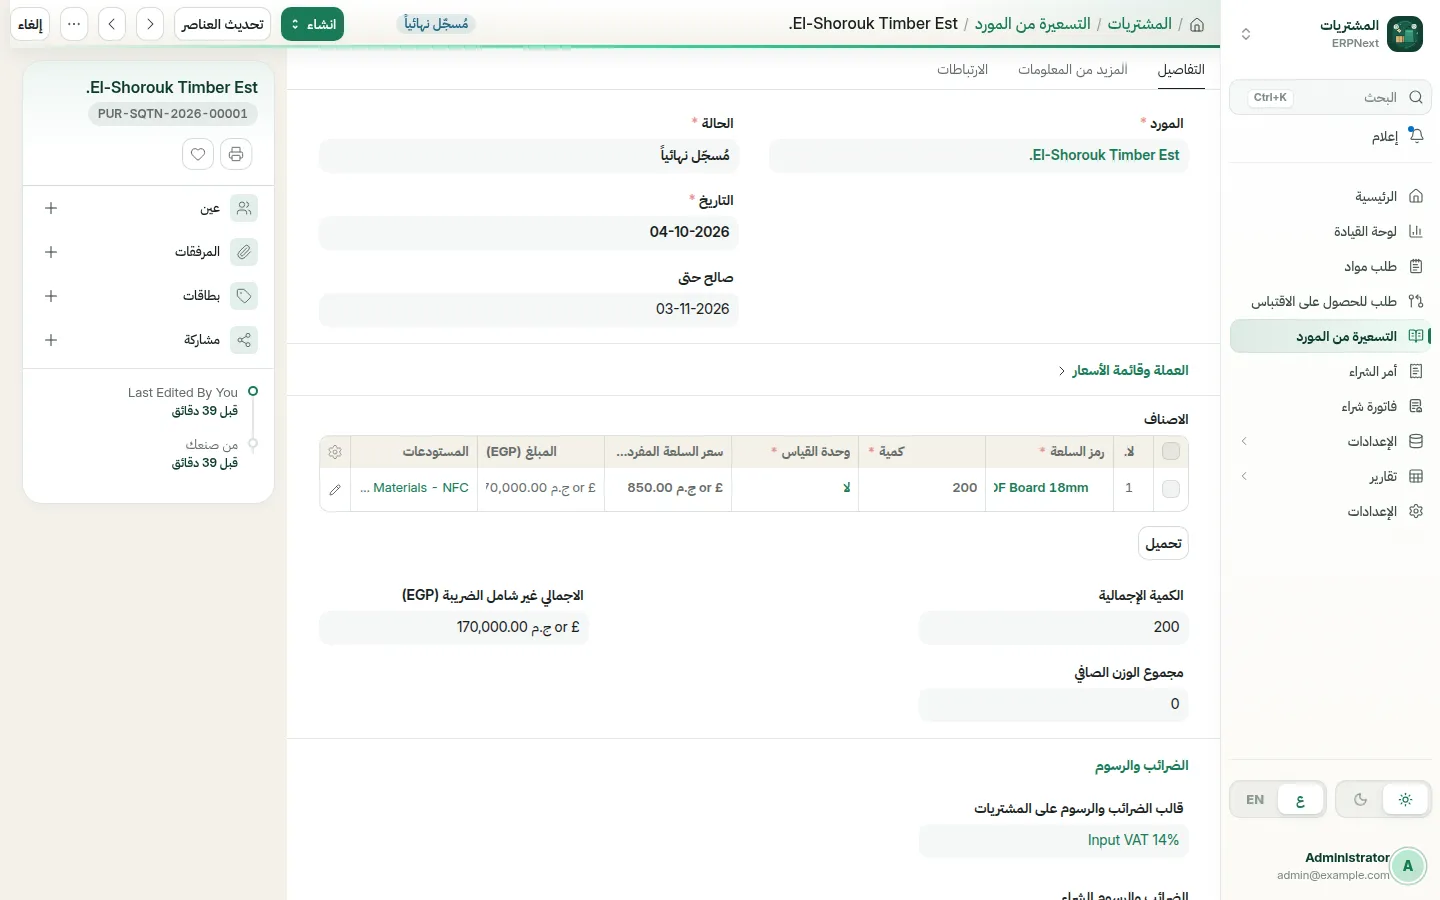 المشتريات
ERPNext
البحث
Ctrl+K
إعلام
الرئيسية
لوحة القيادة
طلب مواد
طلب للحصول على الاقتباس
التسعيرة من المورد
أمر الشراء
فاتورة شراء
الإعدادات
تقارير
الإعدادات
ع EN
Administrator
admin@example.com
A
المشتريات / التسعيرة من المورد / El-Shorouk Timber Est.
مُسجّل نهائياً
انشاء
تحديث العناصر
إلغاء
التفاصيل
المزيد من المعلومات
الارتباطات
المورد *
El-Shorouk Timber Est.
الحالة *
مُسجّل نهائياً
التاريخ *
04-10-2026
صالح حتى
03-11-2026
العملة وقائمة الأسعار
الاصناف
لا. رمز السلعة * كمية * وحدة القياس * سعر السلعة المفرد... المبلغ (EGP) المستودعات
1 DF Board 18mm 200 لا £ or ج.م 850.00 £ or ج.م 70,000.00 Materials - NFC ...
تحميل
الكمية الإجمالية
200
الاجمالي غير شامل الضريبة (EGP)
£ or ج.م 170,000.00
مجموع الوزن الصافي
0
الضرائب والرسوم
قالب الضرائب والرسوم على المشتريات
Input VAT 14%
الضرائب والرسوم الشراء
El-Shorouk Timber Est.
PUR-SQTN-2026-00001
عين
المرفقات
بطاقات
مشاركة
Last Edited By You
قبل 39 دقائق
من صنعك
قبل 39 دقائق